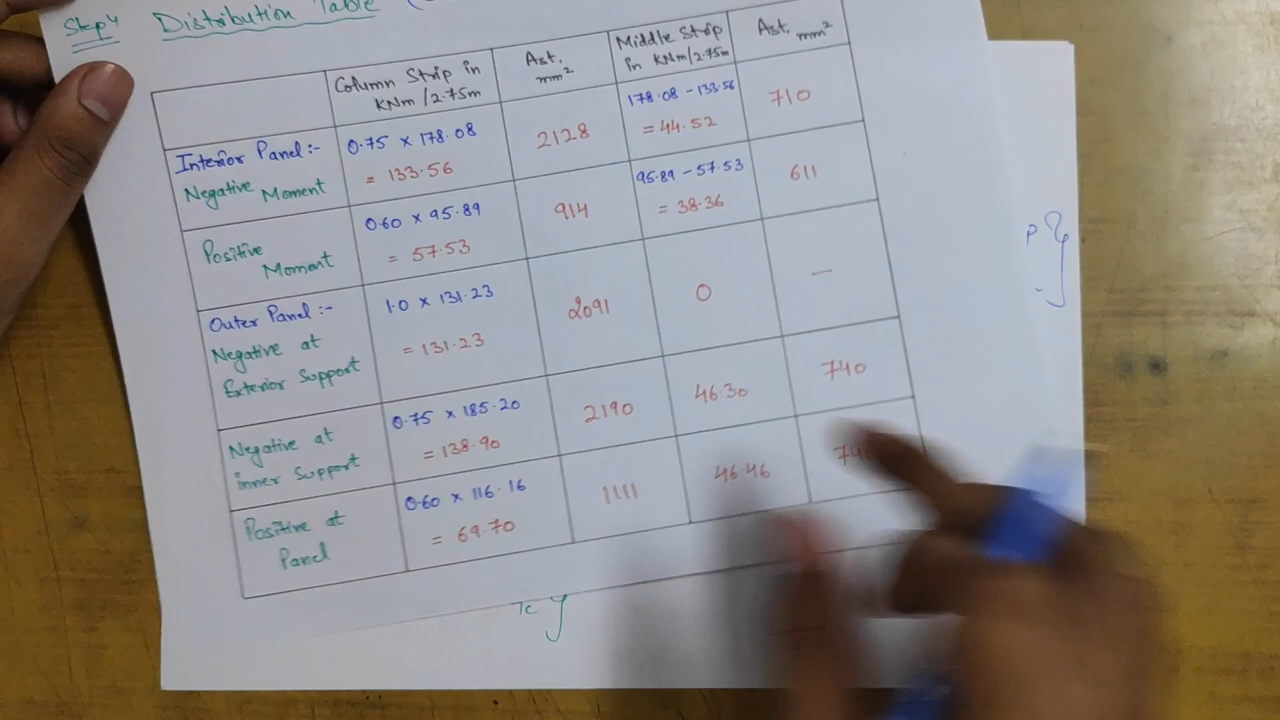 Step 4 Distribution Table
Column Strip in
KNm/2.75m
Ast.
mm²
Middle Strip
in KNm/2.75m
Ast. mm²
Interior Panel:-
Negative Moment
0.75 × 178.08
= 133.56
2128
178.08 - 133.56
= 44.52
710
Positive
Moment
0.60 × 95.89
= 57.53
914
95.89 - 57.53
= 38.36
611
Outer Panel:-
Negative at
Exterior Support
1.0 × 131.23
= 131.23
2091
0
—
Negative at
inner Support
0.75 × 185.20
= 138.90
2190
46.30
740
Positive at
Panel
0.60 × 116.16
= 69.70
1111
46.46